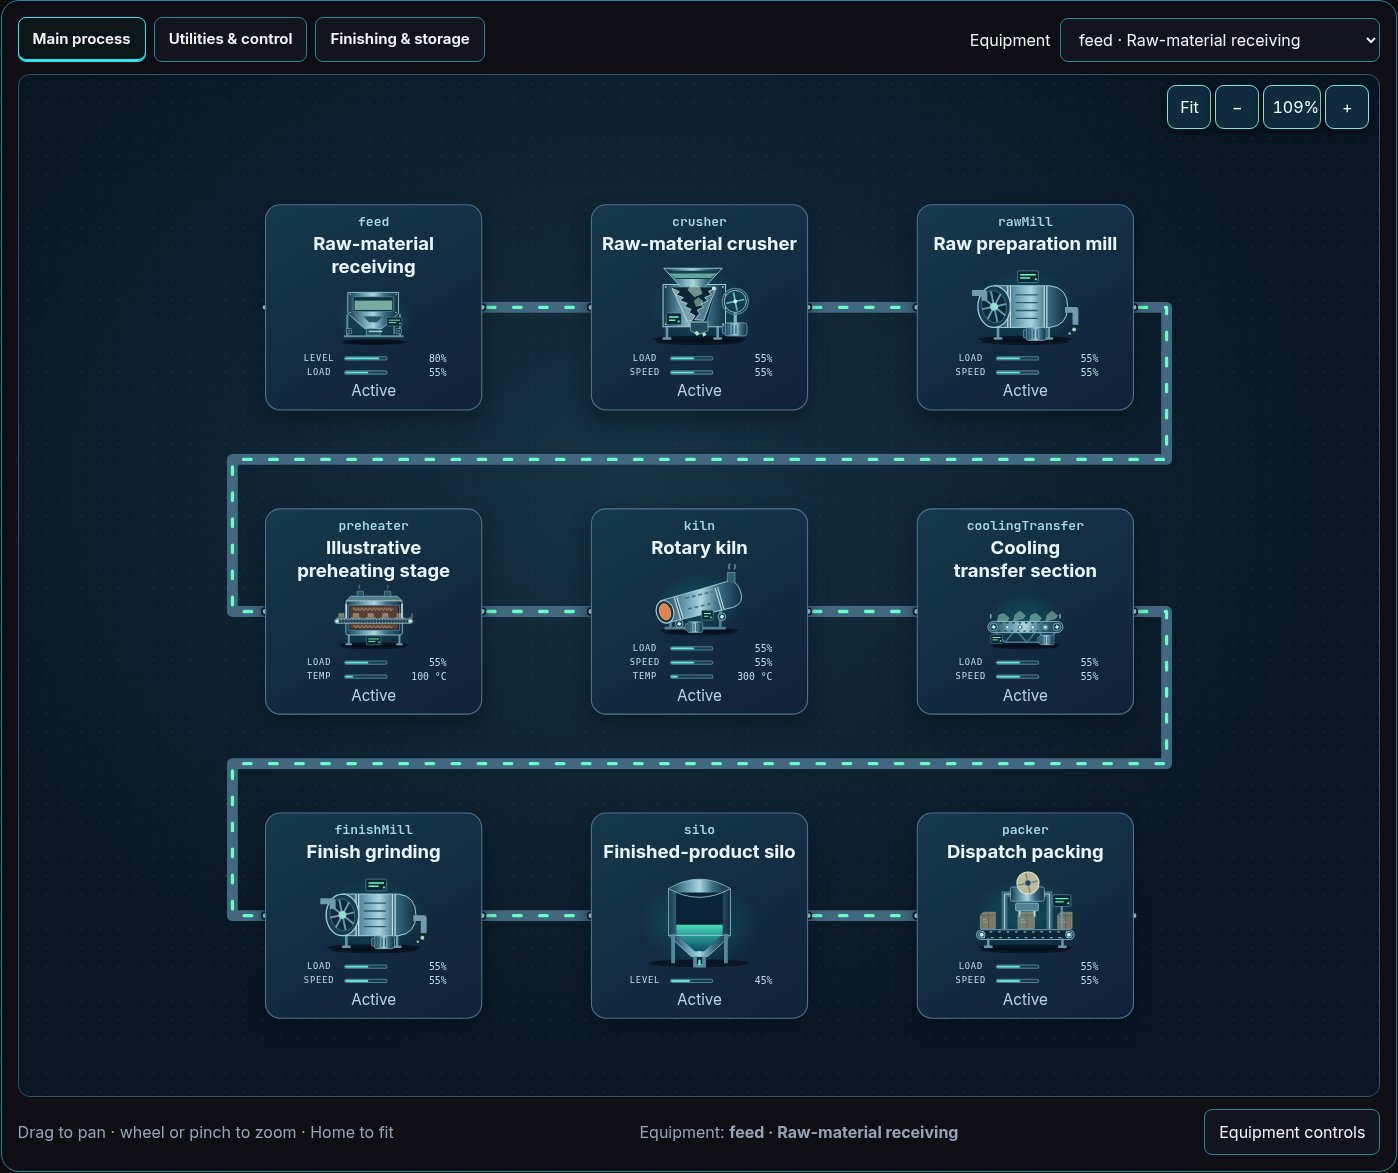 Main process
Utilities & control
Finishing & storage
Equipment
feed · Raw-material receiving
Fit
−
109%
+
feed
Raw-material
receiving
LEVEL 80%
LOAD 55%
Active
crusher
Raw-material crusher
LOAD 55%
SPEED 55%
Active
rawMill
Raw preparation mill
LOAD 55%
SPEED 55%
Active
preheater
Illustrative
preheating stage
LOAD 55%
TEMP 100 °C
Active
kiln
Rotary kiln
LOAD 55%
SPEED 55%
TEMP 300 °C
Active
coolingTransfer
Cooling
transfer section
LOAD 55%
SPEED 55%
Active
finishMill
Finish grinding
LOAD 55%
SPEED 55%
Active
silo
Finished-product silo
LEVEL 45%
Active
packer
Dispatch packing
LOAD 55%
SPEED 55%
Active
Drag to pan · wheel or pinch to zoom · Home to fit
Equipment: feed · Raw-material receiving
Equipment controls